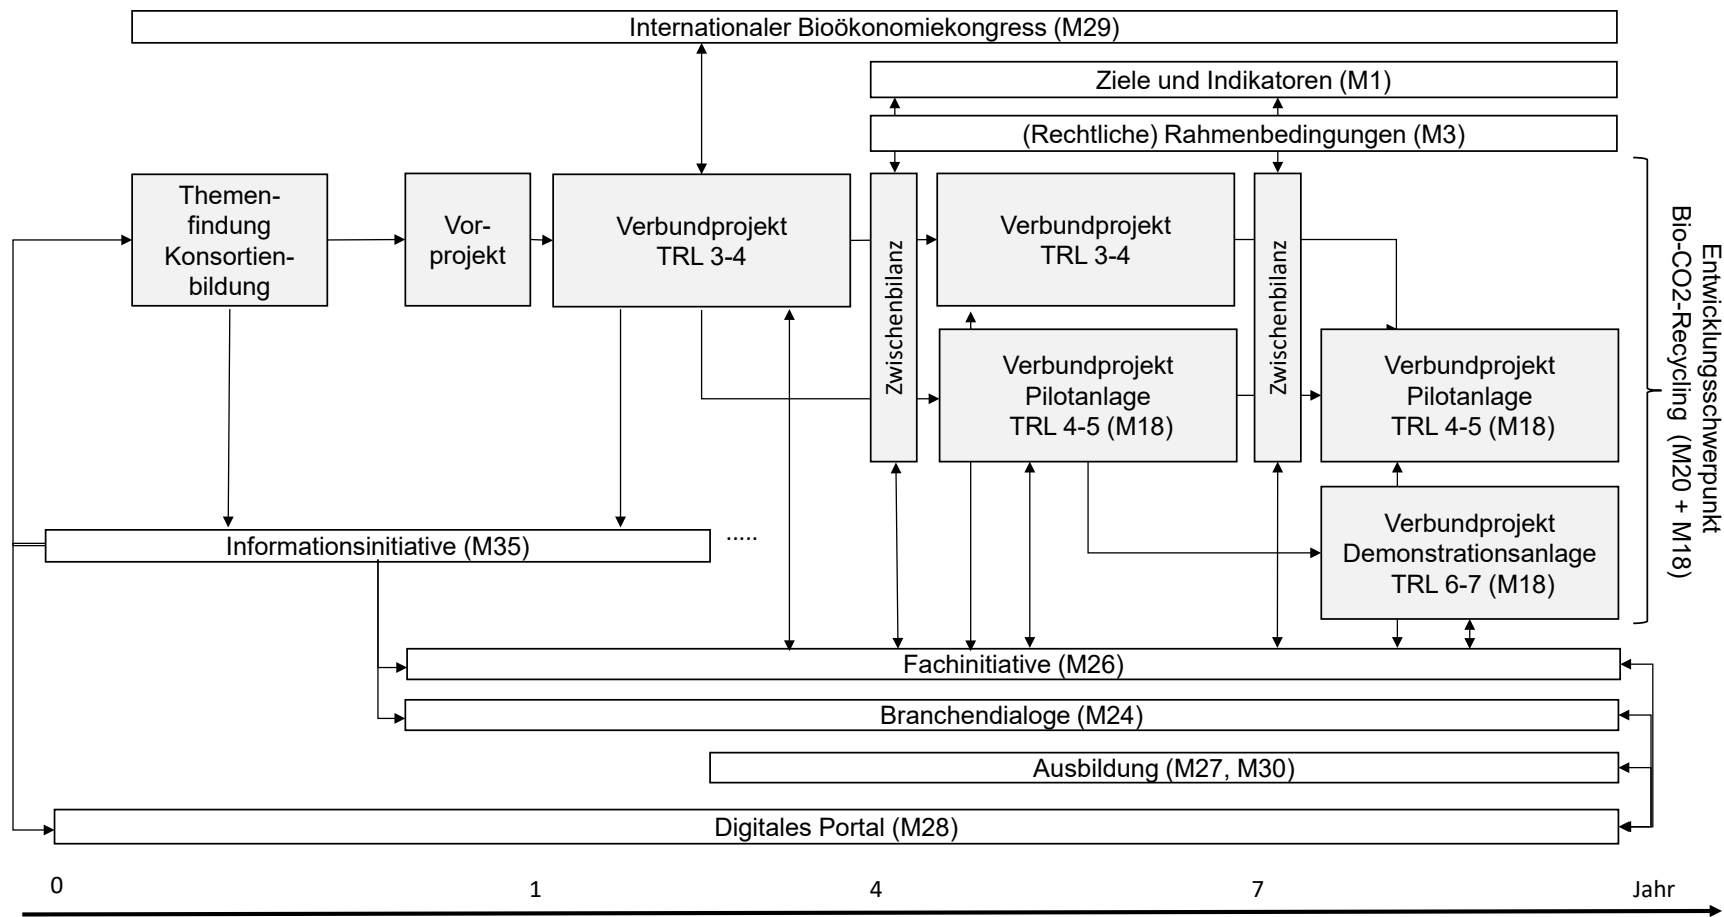 Internationaler Bioökonomiekongress (M29)
Ziele und Indikatoren (M1)
(Rechtliche) Rahmenbedingungen (M3)
Themen-
findung
Konsortien-
bildung
Vor-
projekt
Verbundprojekt
TRL 3-4
Zwischenbilanz
Verbundprojekt
TRL 3-4
Zwischenbilanz
Verbundprojekt
Pilotanlage
TRL 4-5 (M18)
Verbundprojekt
Pilotanlage
TRL 4-5 (M18)
Verbundprojekt
Demonstrationsanlage
TRL 6-7 (M18)
Entwicklungsschwerpunkt
Bio-CO2-Recycling (M20 + M18)
Informationsinitiative (M35)
.....
Fachinitiative (M26)
Branchendialoge (M24)
Ausbildung (M27, M30)
Digitales Portal (M28)
0 1 4 7 Jahr